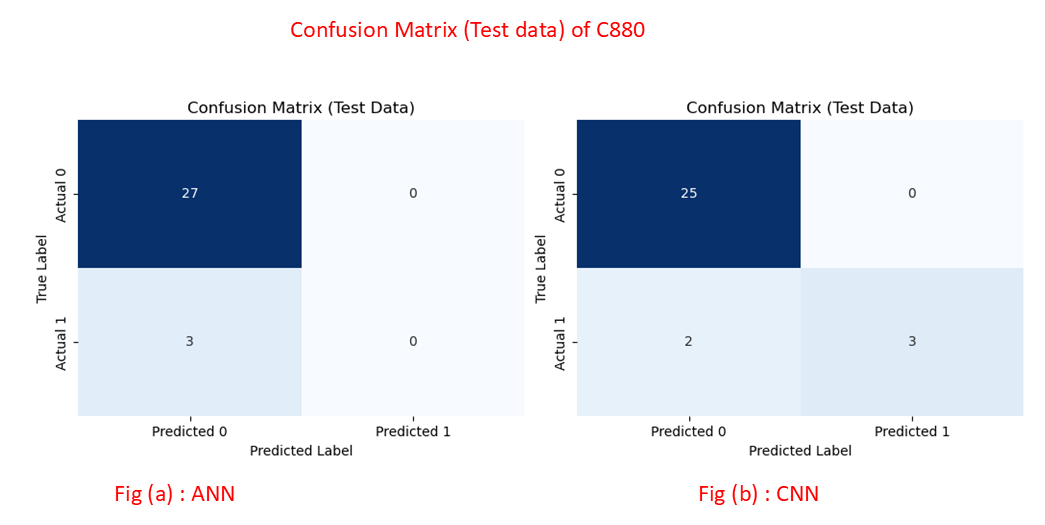 Confusion Matrix (Test data) of C880
Confusion Matrix (Test Data)
True Label
Actual 0
27
0
Actual 1
3
0
Predicted 0
Predicted 1
Predicted Label
Fig (a) : ANN
Confusion Matrix (Test Data)
True Label
Actual 0
25
0
Actual 1
2
3
Predicted 0
Predicted 1
Predicted Label
Fig (b) : CNN